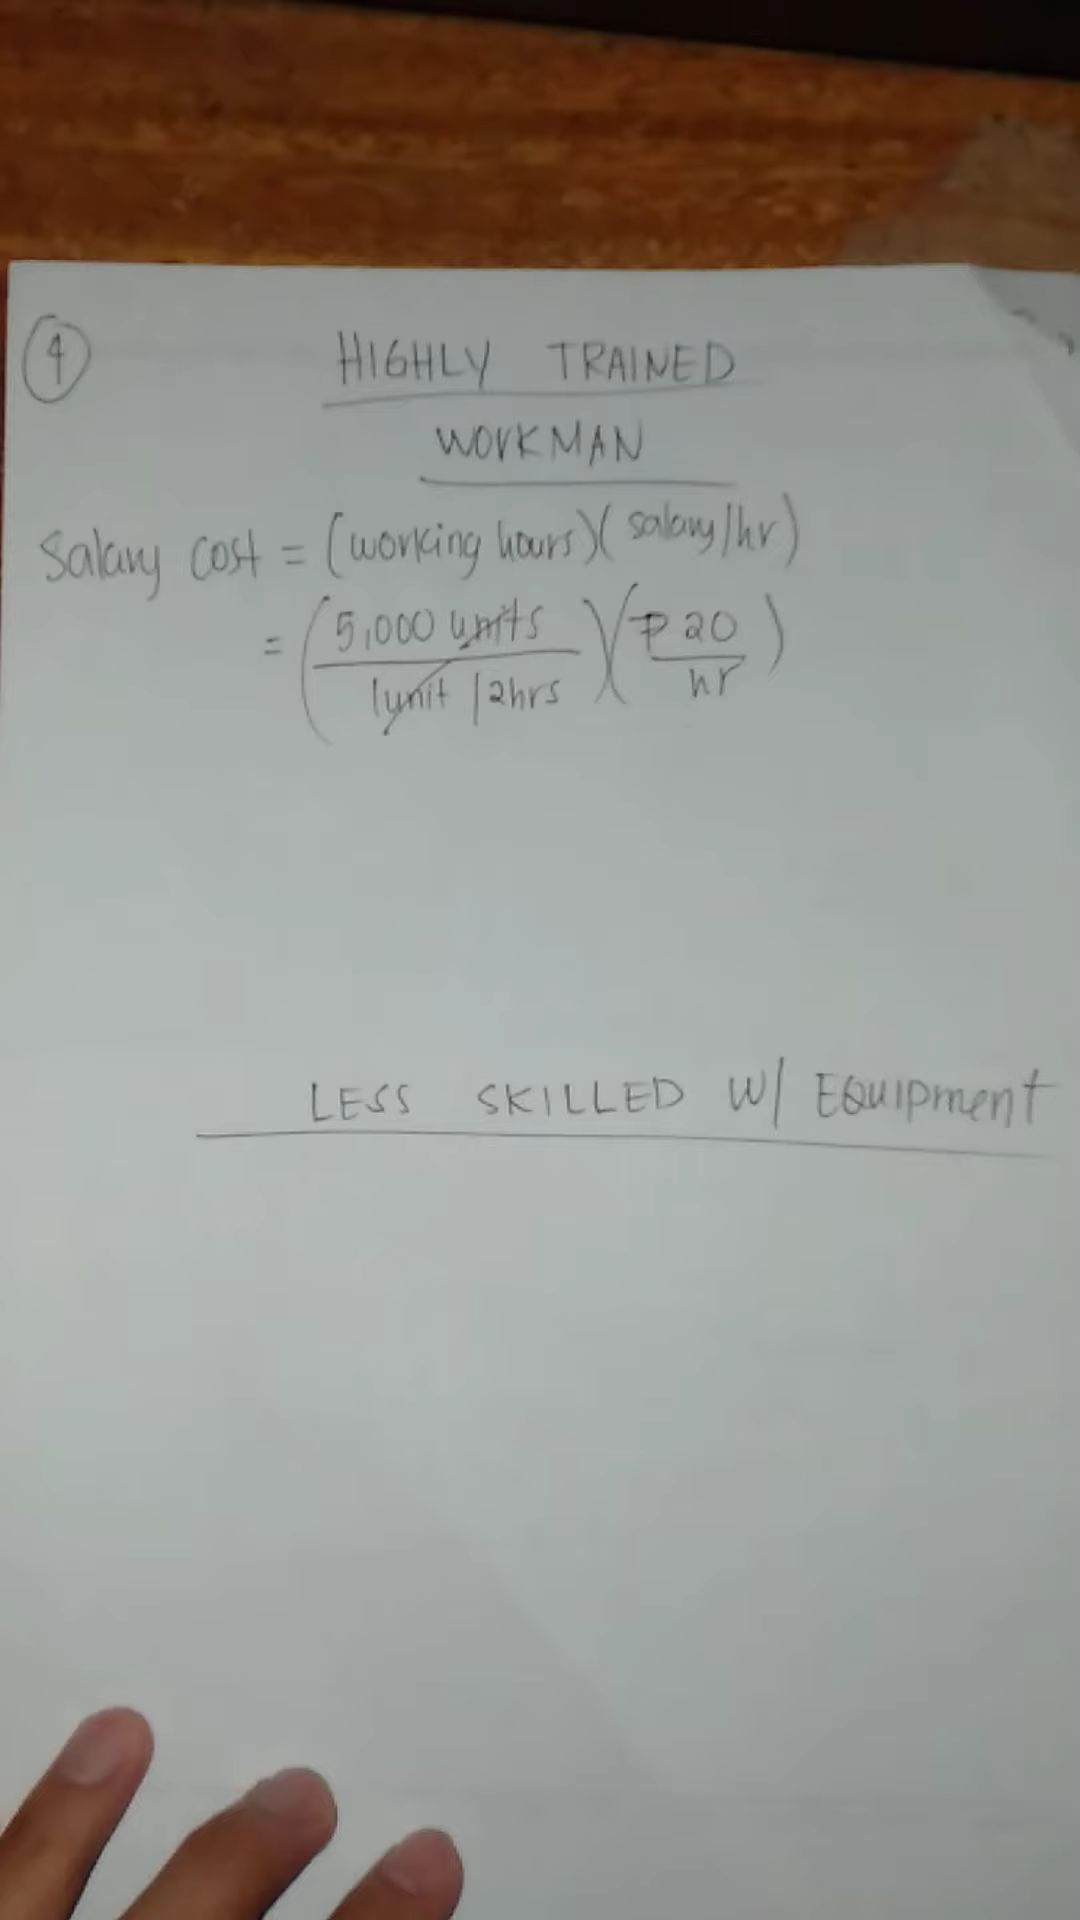 4
HIGHLY TRAINED
WORKMAN
Salary cost = (working hours)(salary/hr)
= (5,000 units / 1unit/2hrs)(₱20 / hr)
LESS SKILLED W/ EQUIPMENT